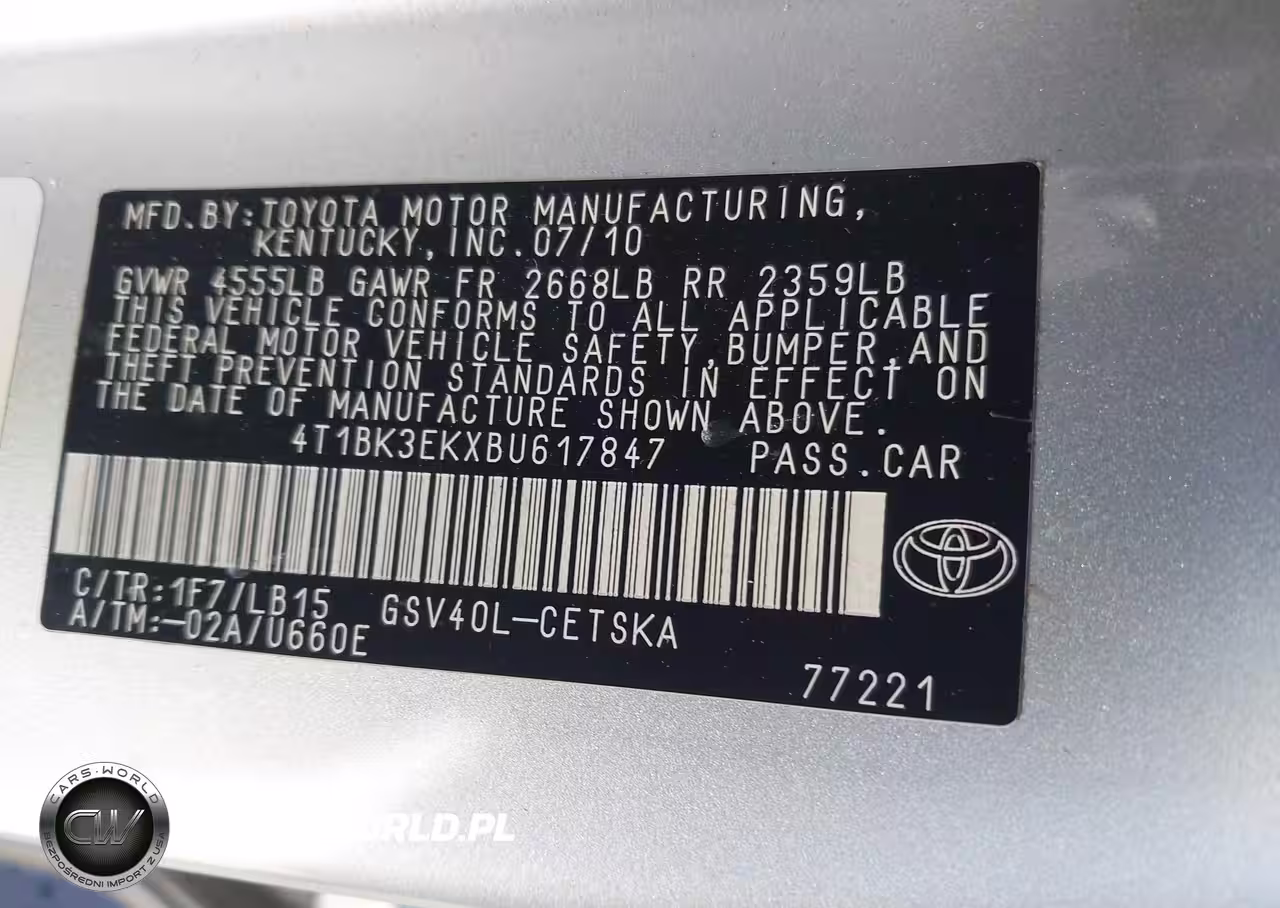 MFD.BY:TOYOTA MOTOR MANUFACTURING,
KENTUCKY, INC.07/10
GVWR 4555LB GAWR FR 2668LB RR 2359LB
THIS VEHICLE CONFORMS TO ALL APPLICABLE
FEDERAL MOTOR VEHICLE SAFETY,BUMPER,AND
THEFT PREVENTION STANDARDS IN EFFECT ON
THE DATE OF MANUFACTURE SHOWN ABOVE.
4T1BK3EKXBU617847 PASS.CAR
C/TR:1F7/LB15 GSV40L-CETSKA
A/TM:-02A/U660E
77221
CARS·WORLD
CW
BEZPOŚREDNI IMPORT Z USA
ORLD.PL